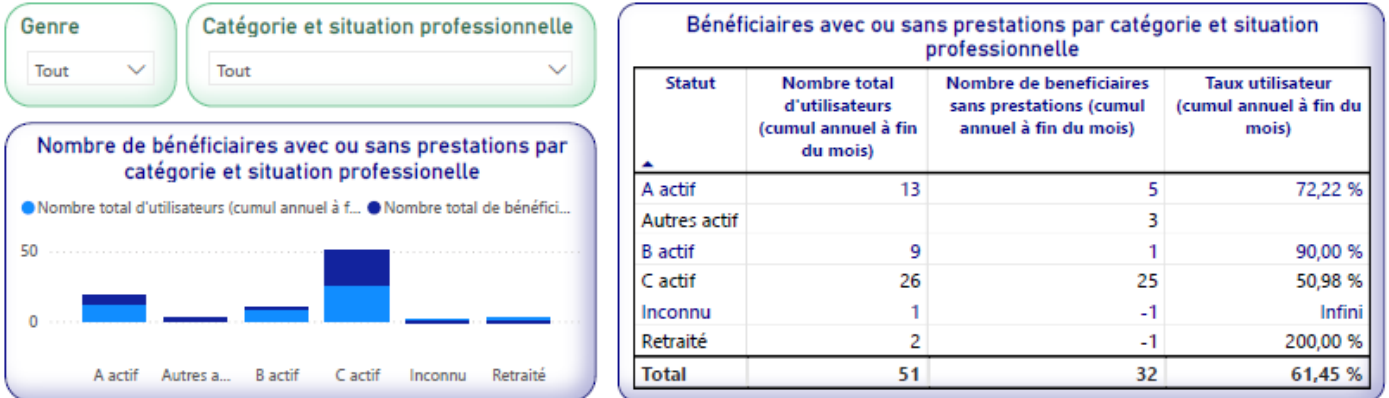 Genre
Tout
Catégorie et situation professionnelle
Tout
Nombre de bénéficiaires avec ou sans prestations par
catégorie et situation professionelle
Nombre total d'utilisateurs (cumul annuel à f... Nombre total de bénéfici...
50
0
A actif Autres a... B actif C actif Inconnu Retraité
Bénéficiaires avec ou sans prestations par catégorie et situation
professionnelle
Statut Nombre total Nombre de beneficiaires Taux utilisateur
d'utilisateurs sans prestations (cumul (cumul annuel à fin du
(cumul annuel à fin annuel à fin du mois) mois)
du mois)
A actif 13 5 72,22 %
Autres actif 3
B actif 9 1 90,00 %
C actif 26 25 50,98 %
Inconnu 1 -1 Infini
Retraité 2 -1 200,00 %
Total 51 32 61,45 %